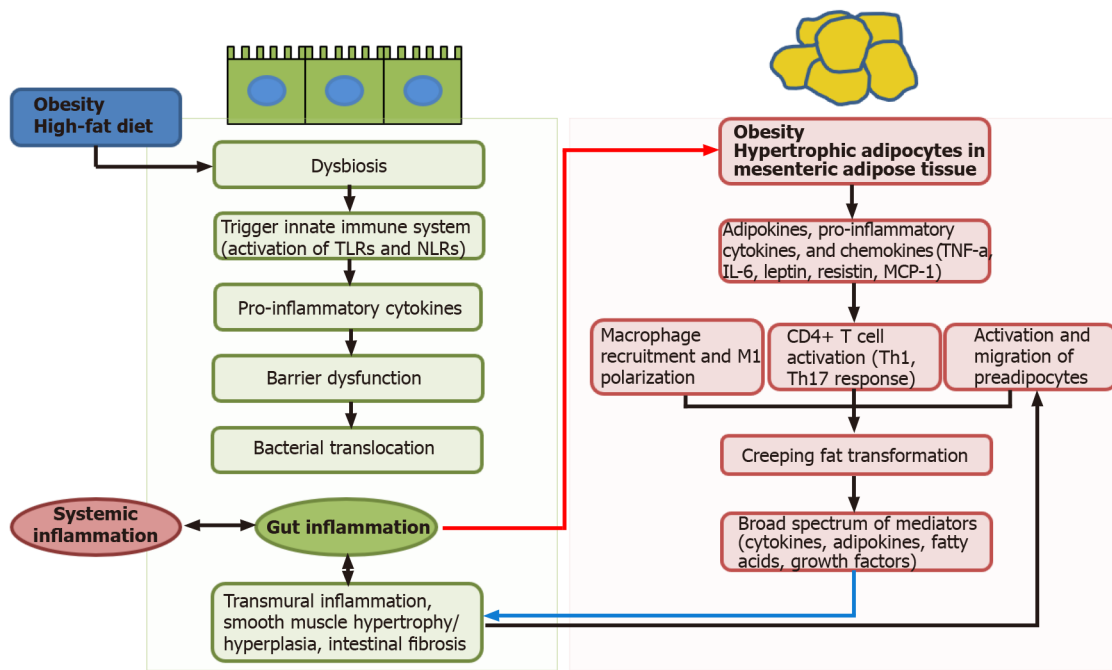 Obesity
High-fat diet
Dysbiosis
Trigger innate immune system
(activation of TLRs and NLRs)
Pro-inflammatory cytokines
Barrier dysfunction
Bacterial translocation
Systemic
inflammation
Gut inflammation
Transmural inflammation,
smooth muscle hypertrophy/
hyperplasia, intestinal fibrosis
Obesity
Hypertrophic adipocytes in
mesenteric adipose tissue
Adipokines, pro-inflammatory
cytokines, and chemokines (TNF-a,
IL-6, leptin, resistin, MCP-1)
Macrophage
recruitment and M1
polarization
CD4+ T cell
activation (Th1,
Th17 response)
Activation and
migration of
preadipocytes
Creeping fat transformation
Broad spectrum of mediators
(cytokines, adipokines, fatty
acids, growth factors)